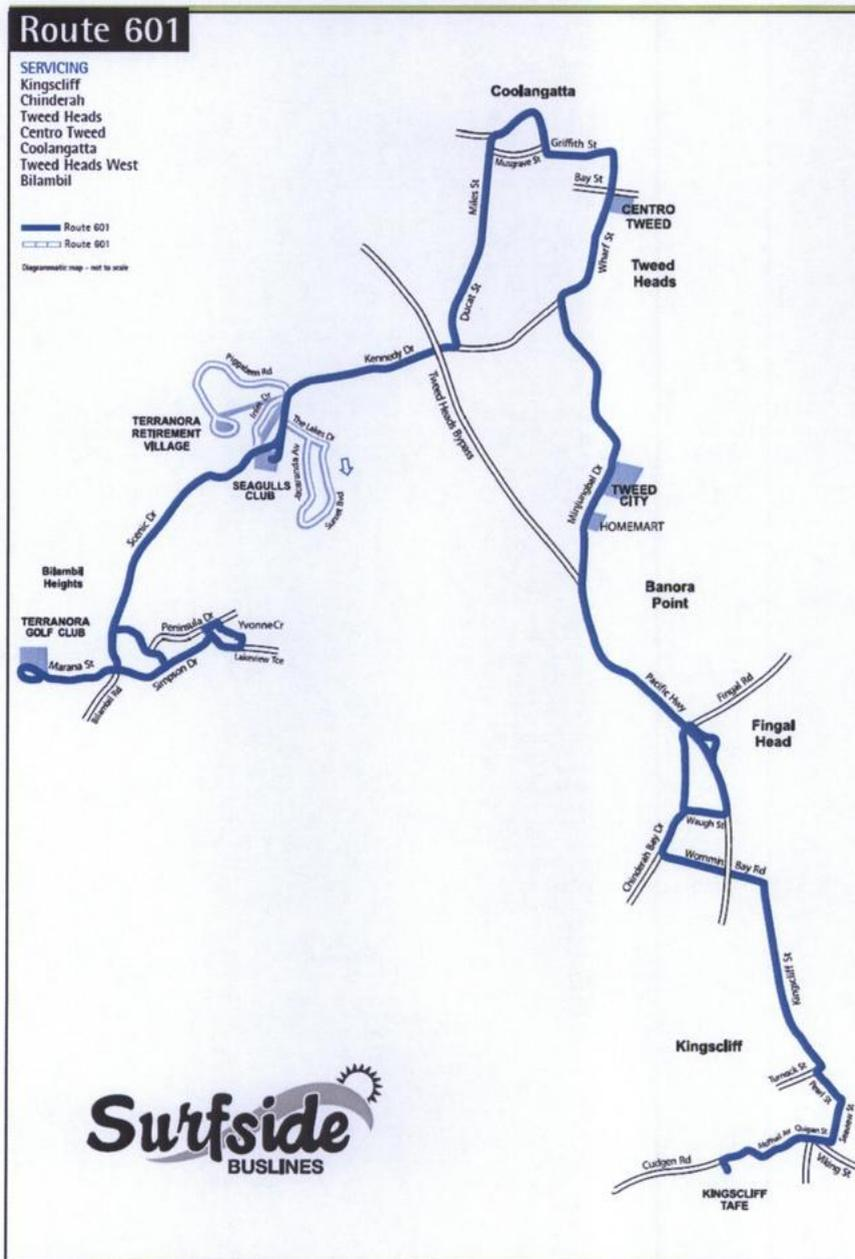 Route 601
SERVICING
Kingscliff
Chinderah
Tweed Heads
Centro Tweed
Coolangatta
Tweed Heads West
Bilambil
Route 601
Route 601
Diagrammatic map – not to scale
Coolangatta
Griffith St
Musgrave St
Bay St
CENTRO
TWEED
Miles St
Wharf St
Tweed
Heads
Ducat St
Kennedy Dr
Tweed Heads Bypass
Piggabeen Rd
Inlet Dr
TERRANORA
RETIREMENT
VILLAGE
The Lakes Dr
Jacaranda Av
SEAGULLS
CLUB
Sunset Bvd
Minjungbal Dr
TWEED
CITY
HOMEMART
Scenic Dr
Bilambil
Heights
Banora
Point
TERRANORA
GOLF CLUB
Peninsula Dr
Yvonne Cr
Marana St
Simpson Dr
Lakeview Tce
Bilambil Rd
Pacific Hwy
Fingal Rd
Fingal
Head
Waugh St
Chinderah Bay Dr
Wommin Bay Rd
Kingscliff St
Kingscliff
Turnock St
Pearl St
Seaview St
Surfside
BUSLINES
McPhail Av
Quigan St
Viking St
Cudgen Rd
KINGSCLIFF
TAFE